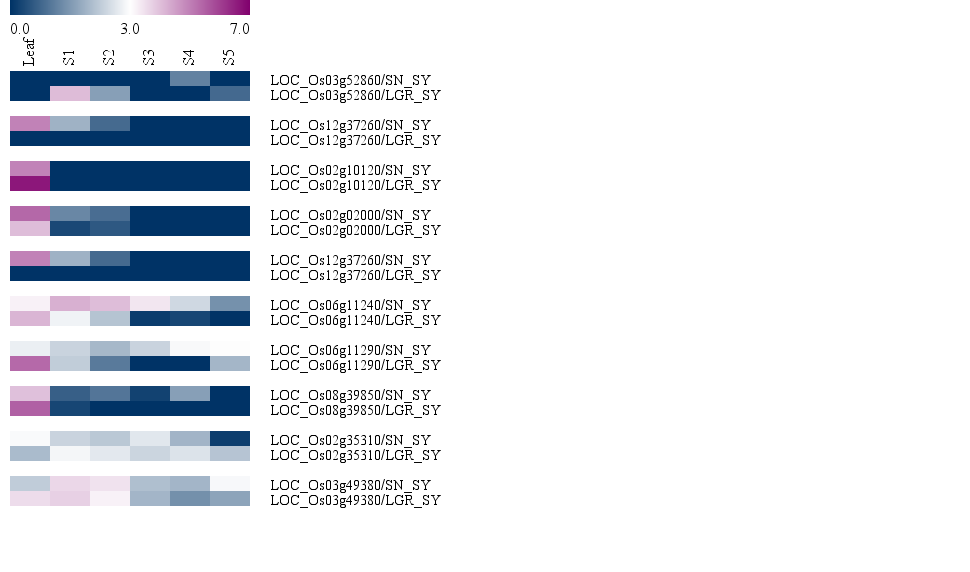 0.0 3.0 7.0
Leaf S1 S2 S3 S4 S5
LOC_Os03g52860/SN_SY
LOC_Os03g52860/LGR_SY
LOC_Os12g37260/SN_SY
LOC_Os12g37260/LGR_SY
LOC_Os02g10120/SN_SY
LOC_Os02g10120/LGR_SY
LOC_Os02g02000/SN_SY
LOC_Os02g02000/LGR_SY
LOC_Os12g37260/SN_SY
LOC_Os12g37260/LGR_SY
LOC_Os06g11240/SN_SY
LOC_Os06g11240/LGR_SY
LOC_Os06g11290/SN_SY
LOC_Os06g11290/LGR_SY
LOC_Os08g39850/SN_SY
LOC_Os08g39850/LGR_SY
LOC_Os02g35310/SN_SY
LOC_Os02g35310/LGR_SY
LOC_Os03g49380/SN_SY
LOC_Os03g49380/LGR_SY